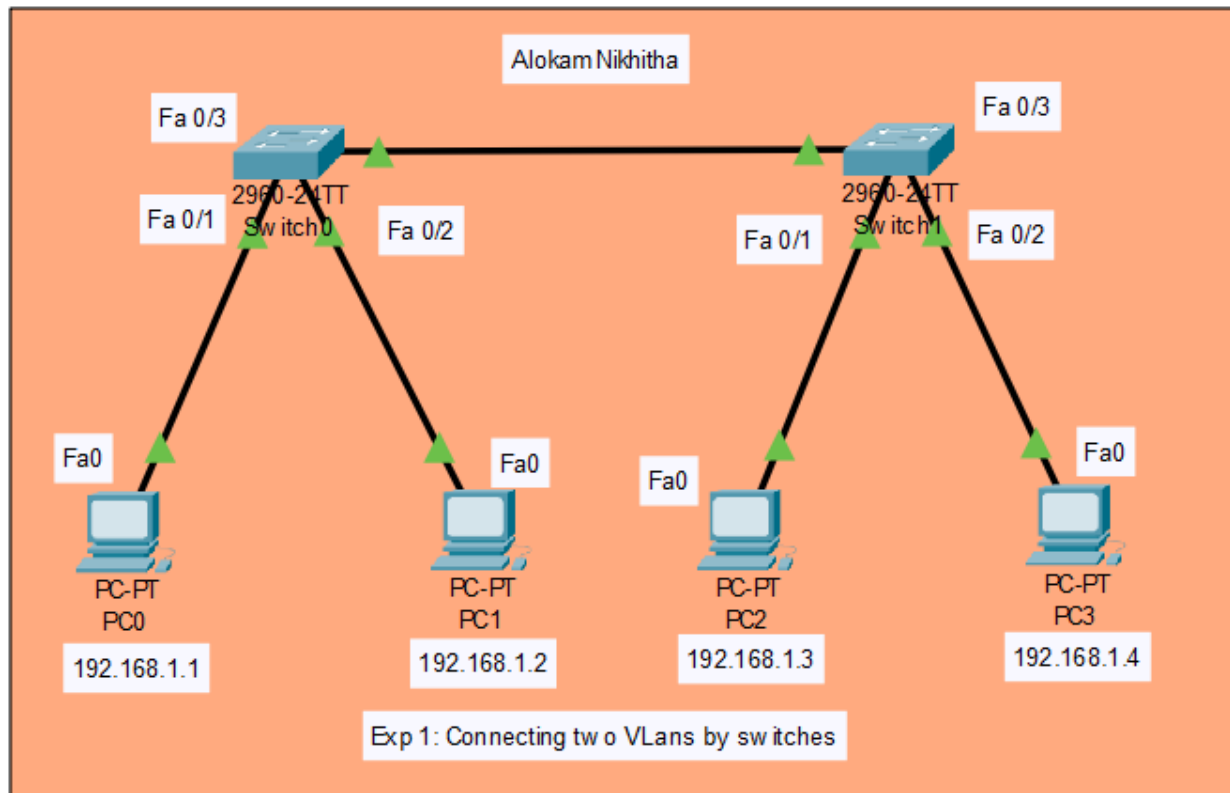 Alokam Nikhitha
Fa 0/3
Fa 0/3
2960-24TT
Switch0
2960-24TT
Switch1
Fa 0/1
Fa 0/2
Fa 0/1
Fa 0/2
Fa0
Fa0
Fa0
Fa0
PC-PT
PC0
192.168.1.1
PC-PT
PC1
192.168.1.2
PC-PT
PC2
192.168.1.3
PC-PT
PC3
192.168.1.4
Exp 1: Connecting two VLans by switches